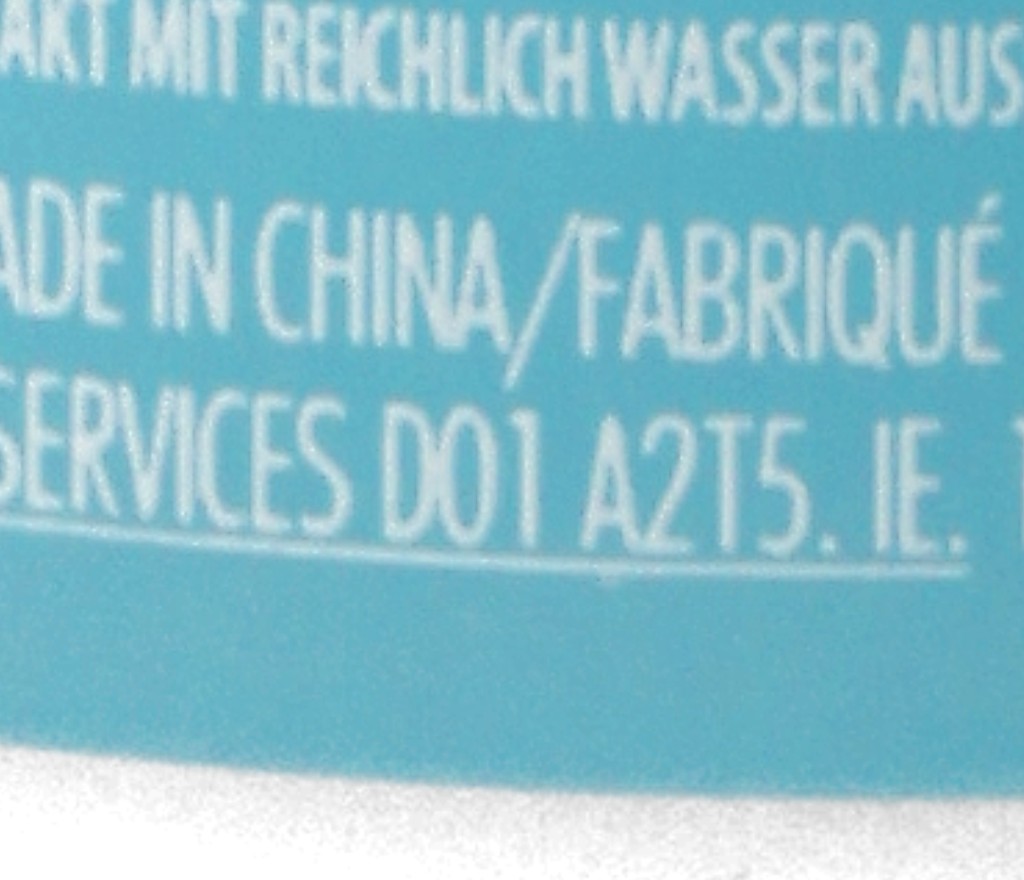 AKT MIT REICHLICH WASSER AUS
ADE IN CHINA/FABRIQUÉ
SERVICES D01 A2T5. IE.